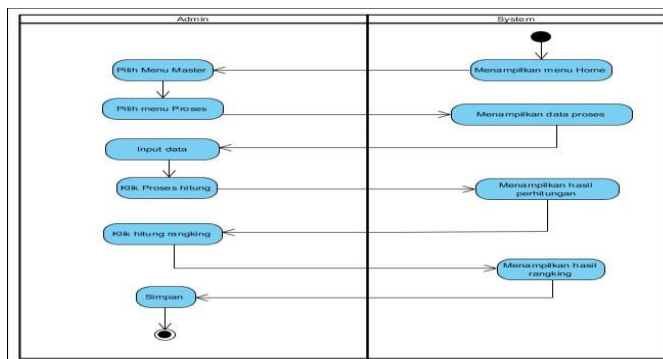 Admin
System
Pilih Menu Master
Menampilkan menu Home
Pilih menu Proses
Menampilkan data proses
Input data
Klik Proses hitung
Menampilkan hasil
perhitungan
Klik hitung rangking
Menampilkan hasil
rangking
Simpan